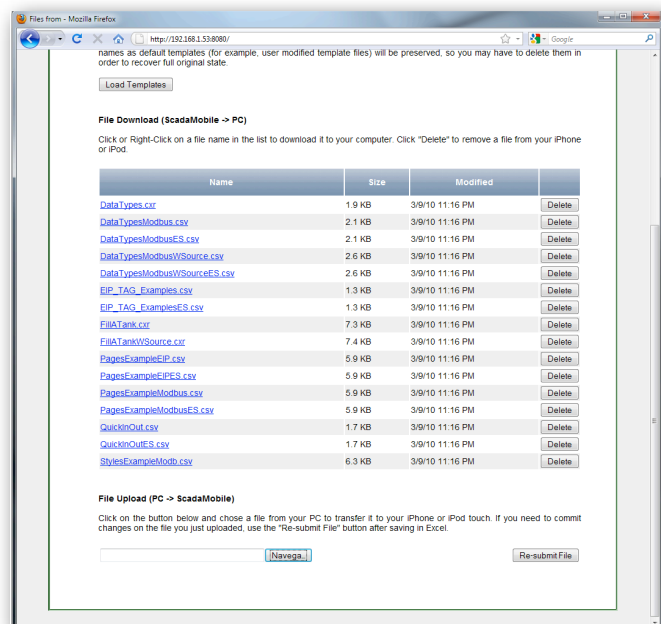 Files from - Mozilla Firefox
http://192.168.1.53:8080/
Google
names as default templates (for example, user modified template files) will be preserved, so you may have to delete them in
order to recover full original state.
Load Templates
File Download (ScadaMobile -> PC)
Click or Right-Click on a file name in the list to download it to your computer. Click "Delete" to remove a file from your iPhone
or iPod.
Name Size Modified
DataTypes.cxr 1.9 KB 3/9/10 11:16 PM Delete
DataTypesModbus.csv 2.1 KB 3/9/10 11:16 PM Delete
DataTypesModbusES.csv 2.1 KB 3/9/10 11:16 PM Delete
DataTypesModbusWSource.csv 2.6 KB 3/9/10 11:16 PM Delete
DataTypesModbusWSourceES.csv 2.6 KB 3/9/10 11:16 PM Delete
EIP_TAG_Examples.csv 1.3 KB 3/9/10 11:16 PM Delete
EIP_TAG_ExamplesES.csv 1.3 KB 3/9/10 11:16 PM Delete
FillATank.cxr 7.3 KB 3/9/10 11:16 PM Delete
FillATankWSource.cxr 7.4 KB 3/9/10 11:16 PM Delete
PagesExampleEIP.csv 5.9 KB 3/9/10 11:16 PM Delete
PagesExampleEIPES.csv 5.9 KB 3/9/10 11:16 PM Delete
PagesExampleModbus.csv 5.9 KB 3/9/10 11:16 PM Delete
PagesExampleModbusES.csv 5.9 KB 3/9/10 11:16 PM Delete
QuickInOut.csv 1.7 KB 3/9/10 11:16 PM Delete
QuickInOutES.csv 1.7 KB 3/9/10 11:16 PM Delete
StylesExampleModb.csv 6.3 KB 3/9/10 11:16 PM Delete
File Upload (PC -> ScadaMobile)
Click on the button below and chose a file from your PC to transfer it to your iPhone or iPod touch. If you need to commit
changes on the file you just uploaded, use the "Re-submit File" button after saving in Excel.
Navega... Re-submit File